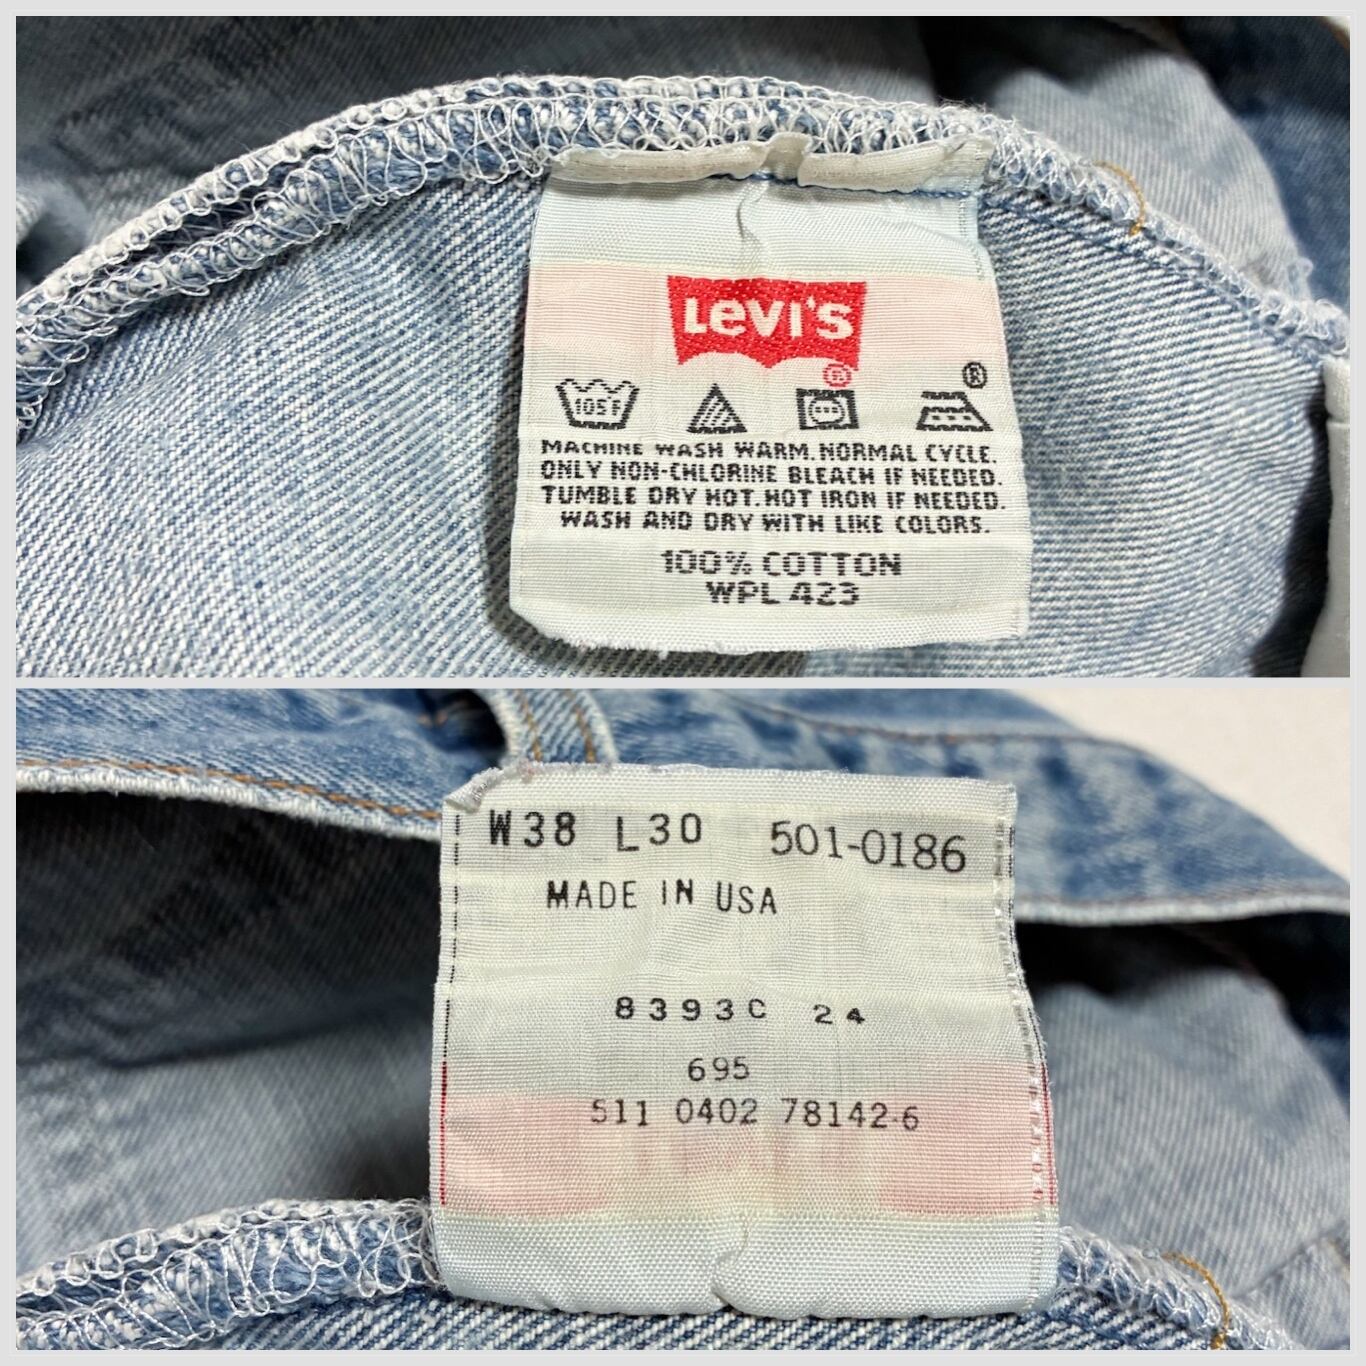 Levi's
®
®
105F
MACHINE WASH WARM. NORMAL CYCLE.
ONLY NON-CHLORINE BLEACH IF NEEDED.
TUMBLE DRY HOT. HOT IRON IF NEEDED.
WASH AND DRY WITH LIKE COLORS.
100% COTTON
WPL 423
W38 L30 501-0186
MADE IN USA
8393C 24
695
511 0402 78142-6